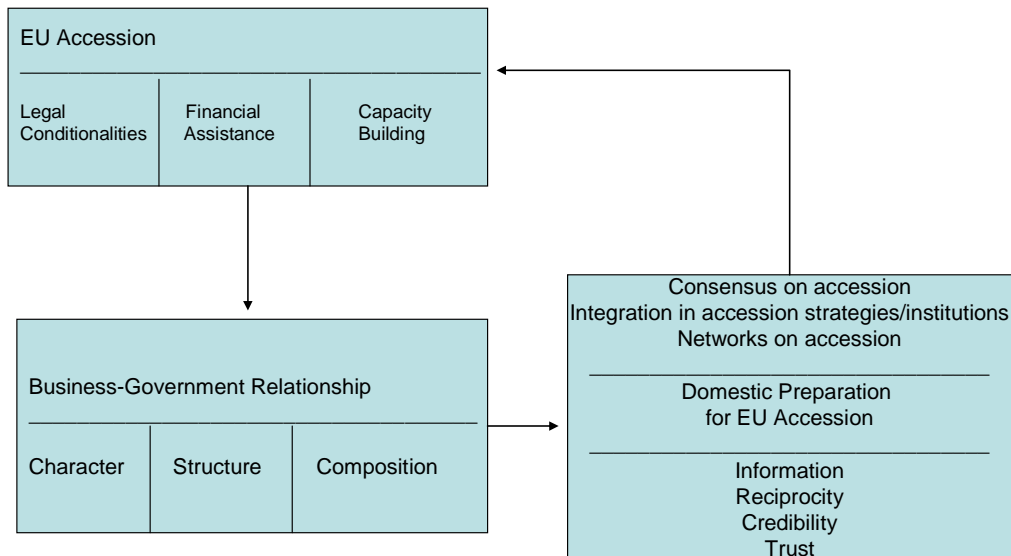 EU Accession
Legal Conditionalities
Financial Assistance
Capacity Building
Business-Government Relationship
Character
Structure
Composition
Consensus on accession
Integration in accession strategies/institutions
Networks on accession
Domestic Preparation
for EU Accession
Information
Reciprocity
Credibility
Trust